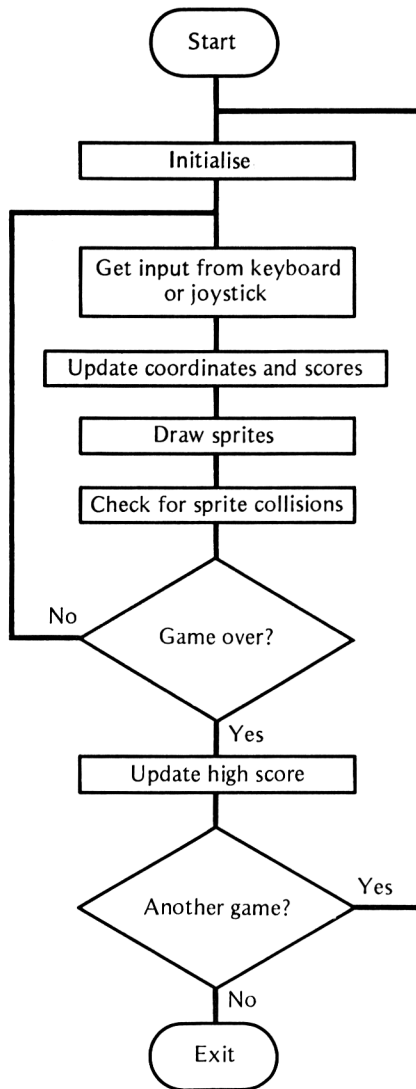 Start
Initialise
Get input from keyboard
or joystick
Update coordinates and scores
Draw sprites
Check for sprite collisions
No
Game over?
Yes
Update high score
Another game?
Yes
No
Exit